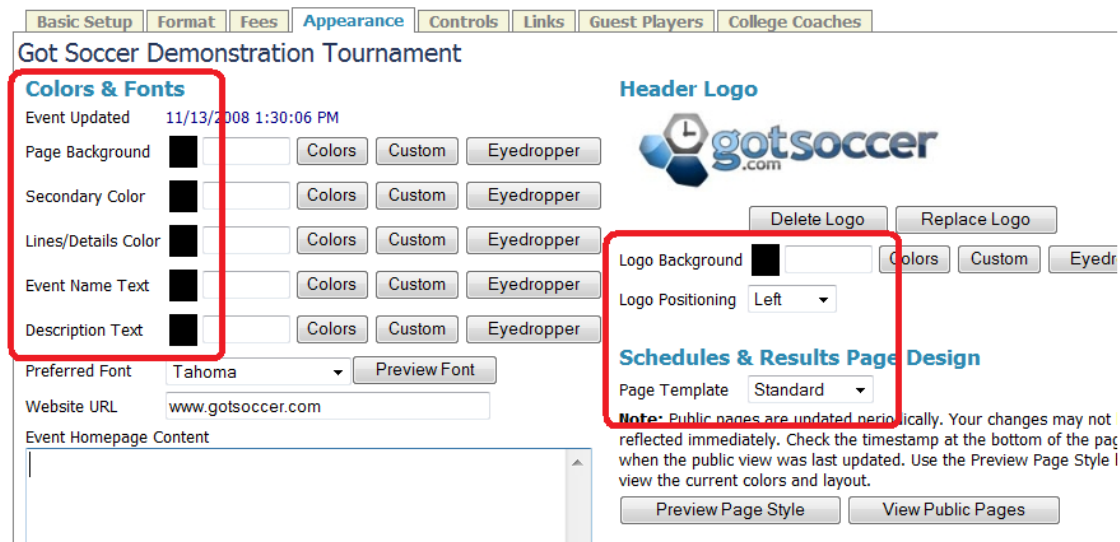 Basic Setup Format Fees Appearance Controls Links Guest Players College Coaches
Got Soccer Demonstration Tournament
Colors & Fonts
Event Updated 11/13/2008 1:30:06 PM
Page Background Colors Custom Eyedropper
Secondary Color Colors Custom Eyedropper
Lines/Details Color Colors Custom Eyedropper
Event Name Text Colors Custom Eyedropper
Description Text Colors Custom Eyedropper
Preferred Font Tahoma Preview Font
Website URL www.gotsoccer.com
Event Homepage Content
Header Logo
gotsoccer
.com
Delete Logo Replace Logo
Logo Background Colors Custom Eyedr
Logo Positioning Left
Schedules & Results Page Design
Page Template Standard
Note: Public pages are updated periodically. Your changes may not
reflected immediately. Check the timestamp at the bottom of the pag
when the public view was last updated. Use the Preview Page Style
view the current colors and layout.
Preview Page Style View Public Pages